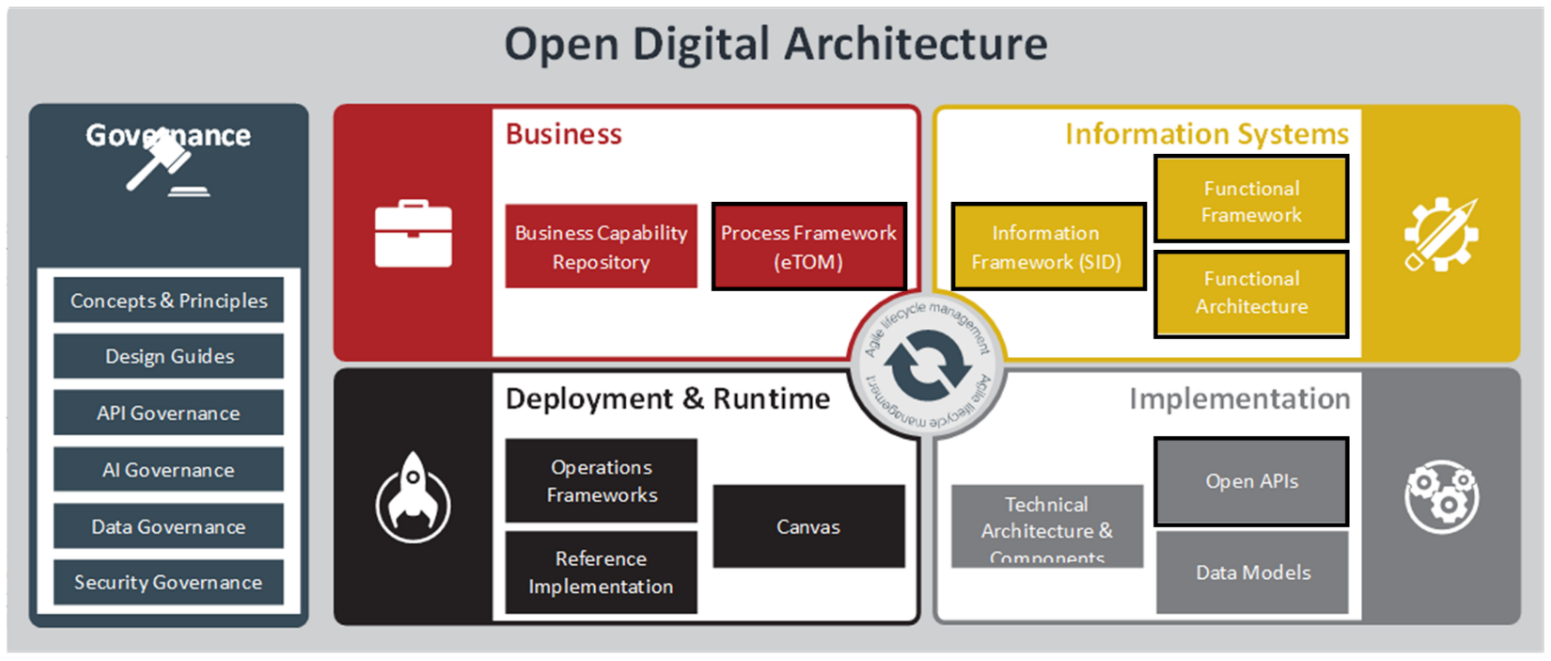 Open Digital Architecture
Governance
Concepts & Principles
Design Guides
API Governance
AI Governance
Data Governance
Security Governance
Business
Business Capability
Repository
Process Framework
(eTOM)
Information Systems
Information
Framework (SID)
Functional
Framework
Functional
Architecture
Agile lifecycle management
Agile lifecycle management
Deployment & Runtime
Operations
Frameworks
Reference
Implementation
Canvas
Implementation
Technical
Architecture &
Components
Open APIs
Data Models